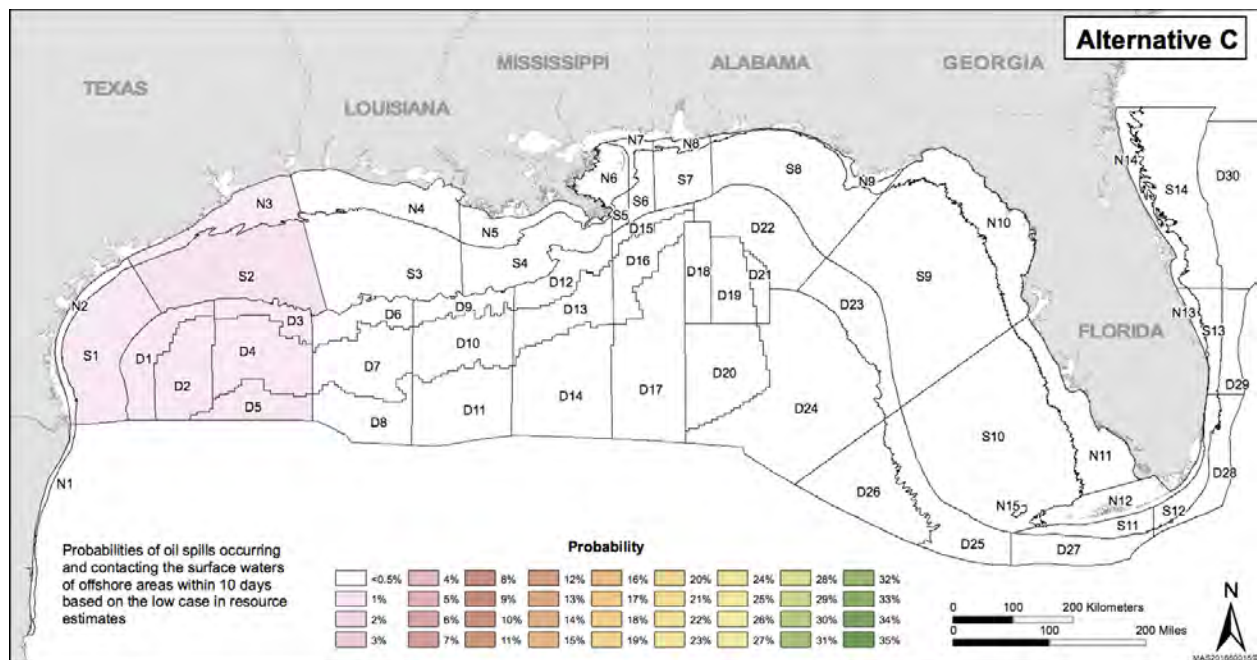 Alternative C
MISSISSIPPI
ALABAMA
GEORGIA
TEXAS
LOUISIANA
N7
N8
N14
S14
D30
N6
S7
S8
N9
N3
N4
S6
S5
N10
N5
D15
D22
S2
S3
S4
D12
D16
D18
D21
S9
N2
D9
D13
D19
D23
N13
S13
FLORIDA
S1
D1
D3
D6
D10
D4
D7
D2
D20
D29
D5
D8
D11
D14
D17
D24
S10
N11
D28
N1
D26
N15
N12
S11
S12
D25
D27
Probabilities of oil spills occurring
and contacting the surface waters
of offshore areas within 10 days
based on the low case in resource
estimates
Probability
<0.5% 4% 8% 12% 16% 20% 24% 28% 32%
1% 5% 9% 13% 17% 21% 25% 29% 33%
2% 6% 10% 14% 18% 22% 26% 30% 34%
3% 7% 11% 15% 19% 23% 27% 31% 35%
N
0 100 200 Kilometers
0 100 200 Miles